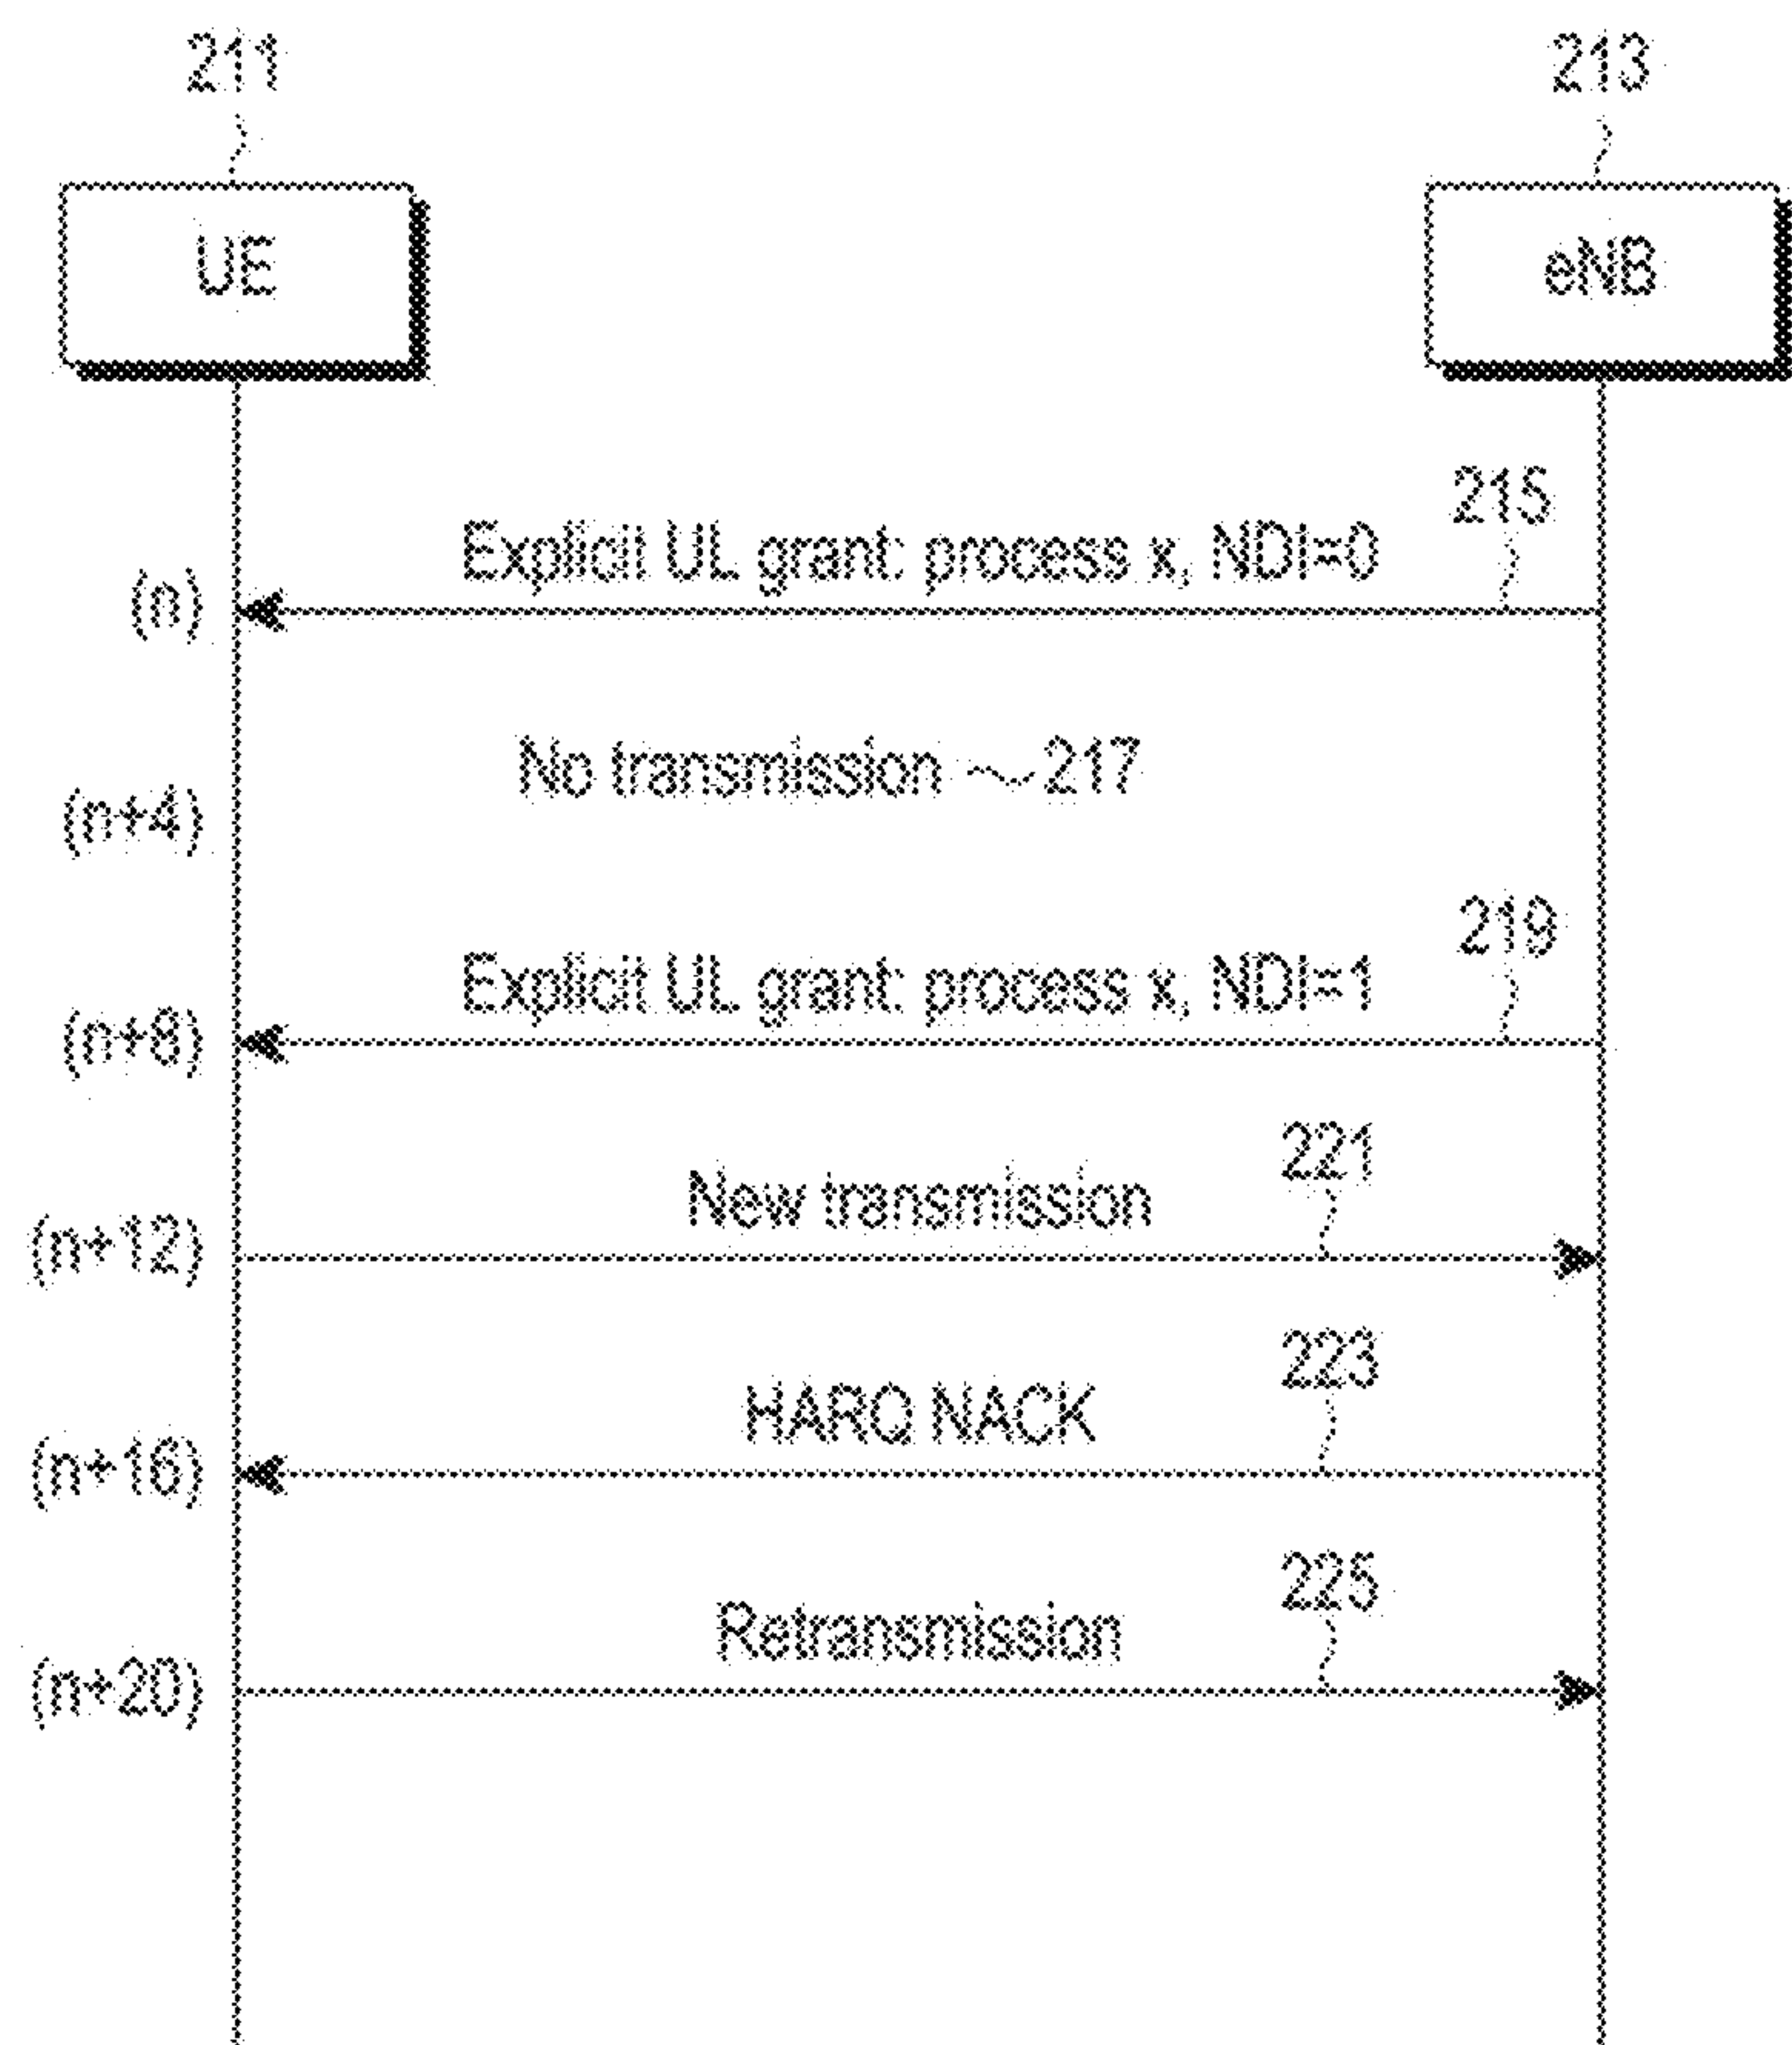 211
213
UE
eNB
215
Explicit UL grant: process x, NDI=0
(n)
No transmission 217
(n+4)
219
Explicit UL grant: process x, NDI=1
(n+8)
221
New transmission
(n+12)
223
HARQ NACK
(n+16)
225
Retransmission
(n+20)